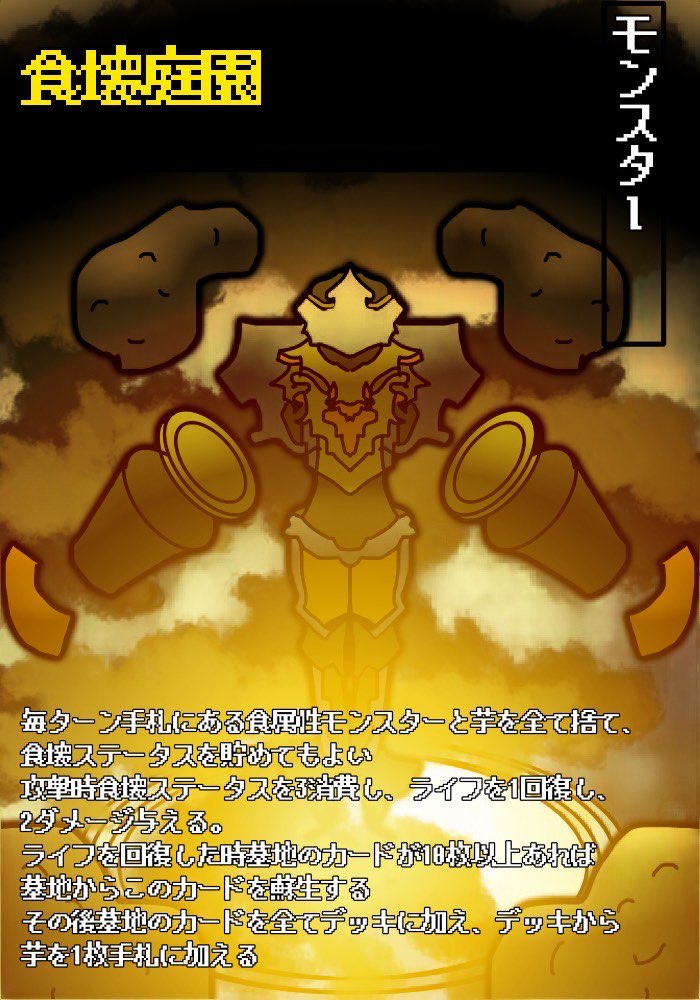 食壊庭園
モンスター
毎ターン手札にある食属性モンスターと芋を全て捨て、
食壊ステータスを貯めてもよい
攻撃時食壊ステータスを3消費し、ライフを1回復し、
2ダメージ与える。
ライフを回復した時墓地のカードが10枚以上あれば
墓地からこのカードを蘇生する
その後墓地のカードを全てデッキに加え、デッキから
芋を1枚手札に加える